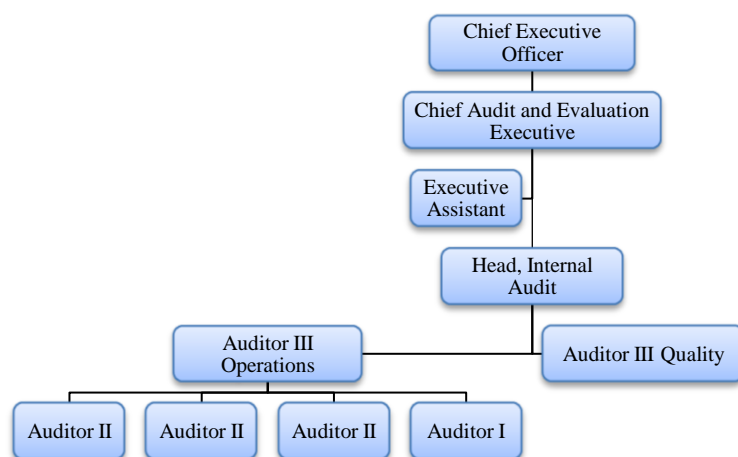 Chief Executive
Officer
Chief Audit and Evaluation
Executive
Executive
Assistant
Head, Internal
Audit
Auditor III
Operations
Auditor III Quality
Auditor II
Auditor II
Auditor II
Auditor I